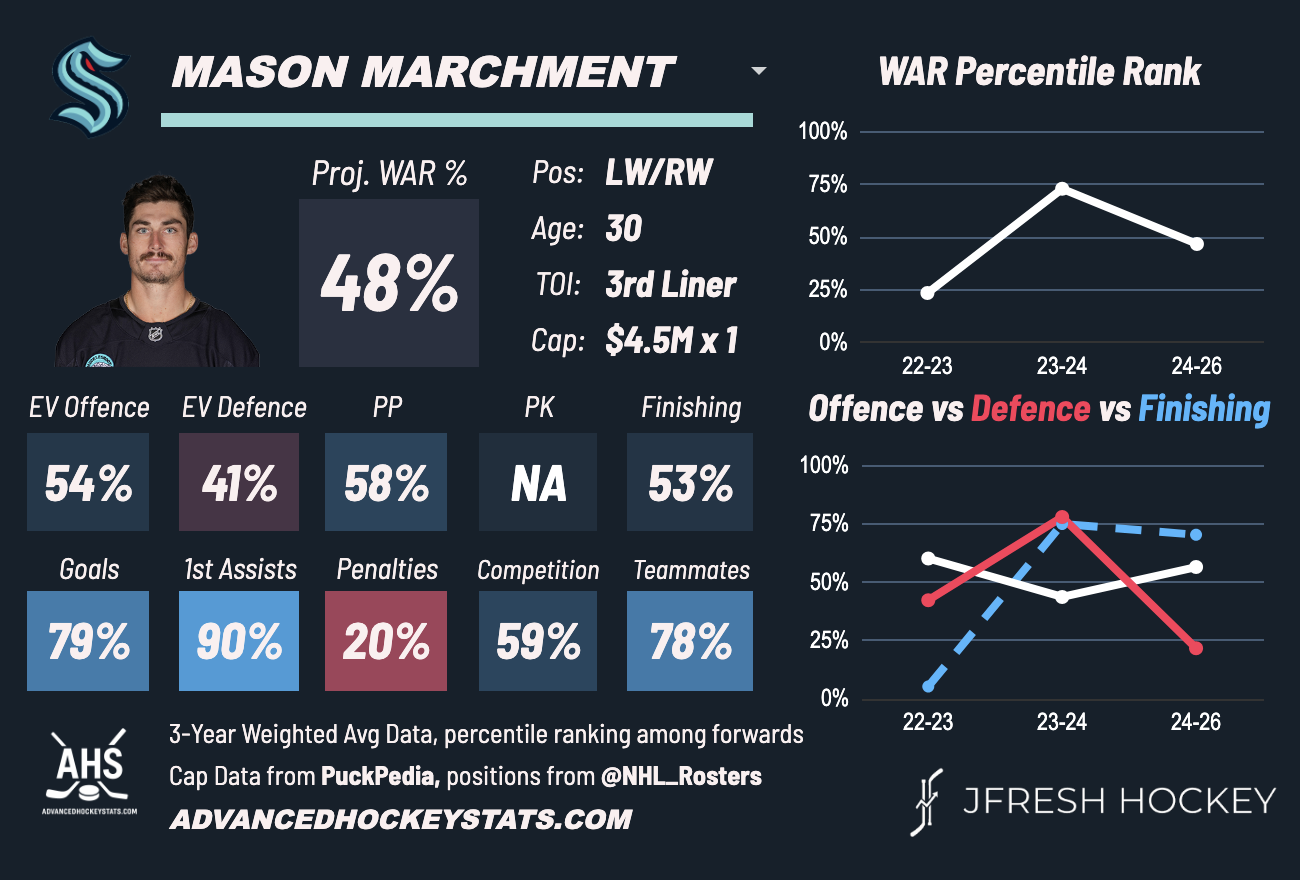 MASON MARCHMENT
Proj. WAR %
48%
Pos: LW/RW
Age: 30
TOI: 3rd Liner
Cap: $4.5M x 1
EV Offence EV Defence PP PK Finishing
54% 41% 58% NA 53%
Goals 1st Assists Penalties Competition Teammates
79% 90% 20% 59% 78%
WAR Percentile Rank
100%
75%
50%
25%
0%
22-23 23-24 24-26
Offence vs Defence vs Finishing
100%
75%
50%
25%
0%
22-23 23-24 24-26
AHS
ADVANCEDHOCKEYSTATS.COM
3-Year Weighted Avg Data, percentile ranking among forwards
Cap Data from PuckPedia, positions from @NHL_Rosters
ADVANCEDHOCKEYSTATS.COM
JFRESH HOCKEY